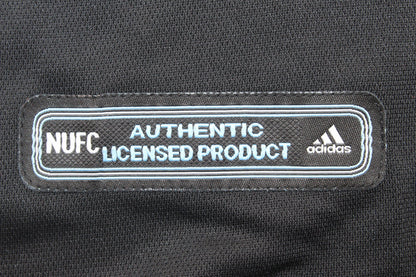 NUFC
AUTHENTIC
LICENSED PRODUCT
adidas